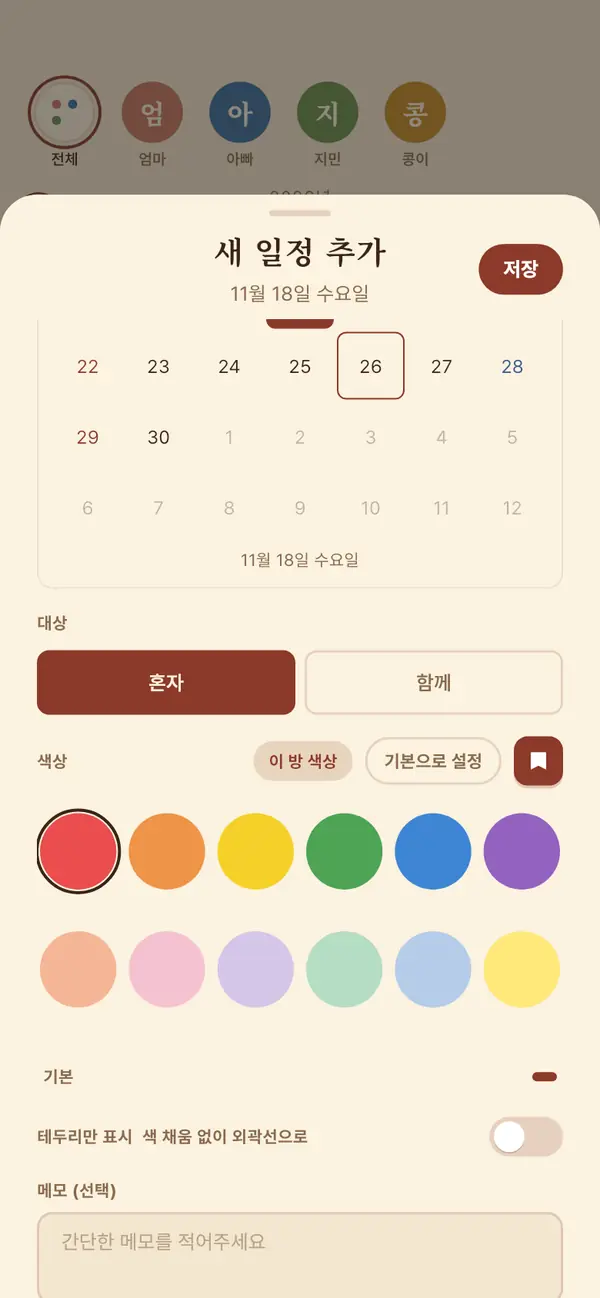 엄 아 지 콩
전체 엄마 아빠 지민 콩이
새 일정 추가
저장
11월 18일 수요일
22 23 24 25 26 27 28
29 30 1 2 3 4 5
6 7 8 9 10 11 12
11월 18일 수요일
대상
혼자 함께
색상 이 방 색상 기본으로 설정
기본
테두리만 표시 색 채움 없이 외곽선으로
메모 (선택)
간단한 메모를 적어주세요